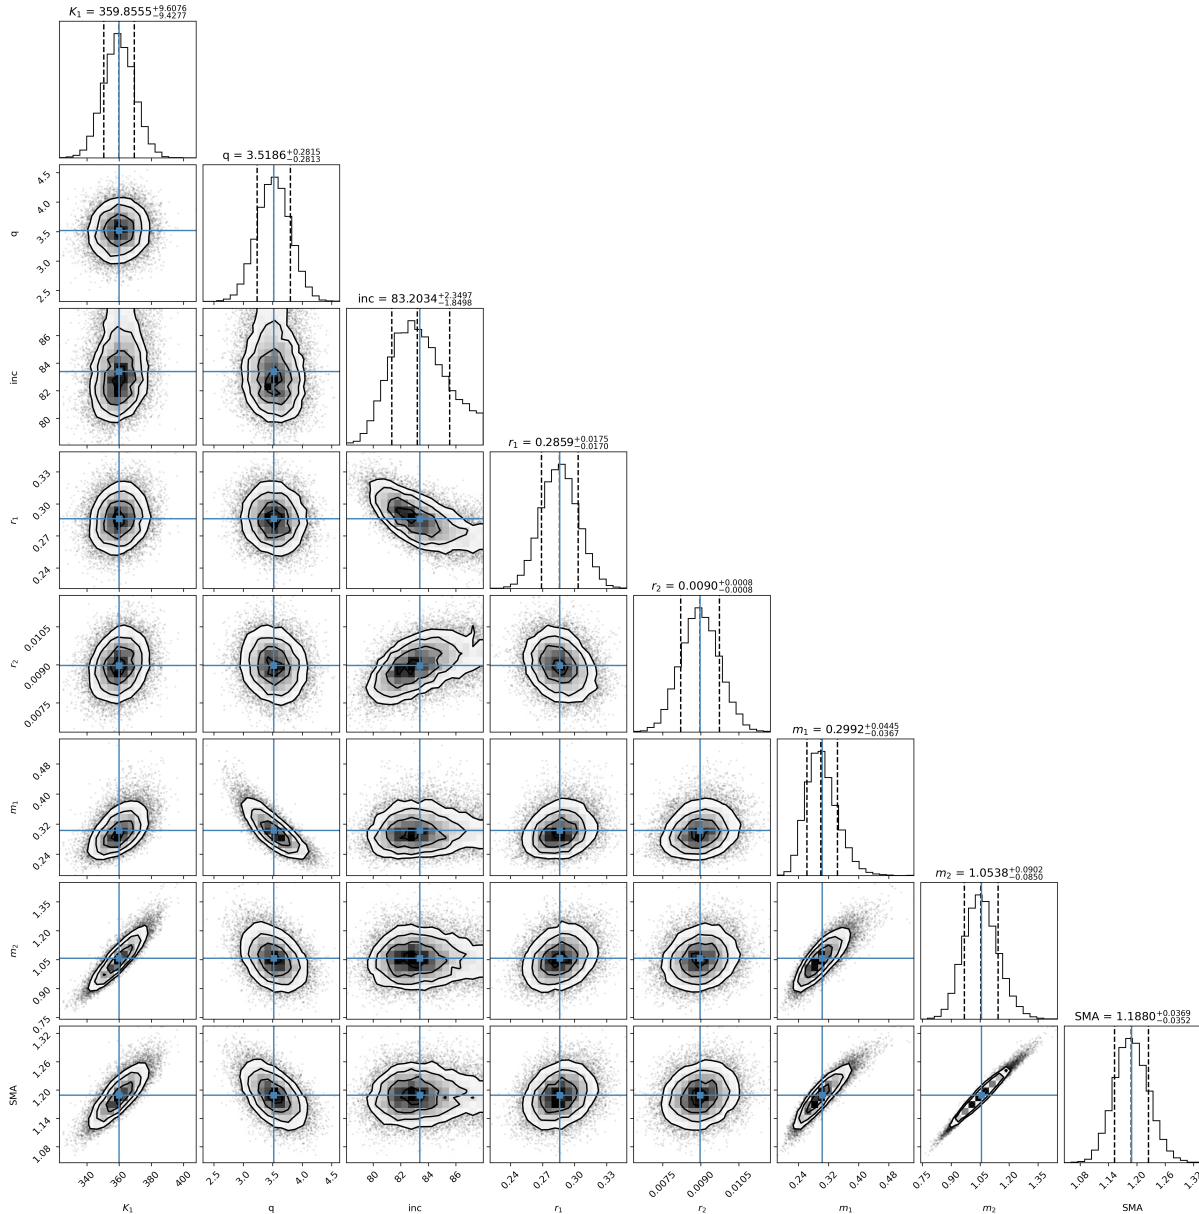 K₁ = 359.8555 +9.6076 −9.4277
q = 3.5186 +0.2815 −0.2813
4.5
4.0
3.5
3.0
2.5
q
inc = 83.2034 +2.3497 −1.8498
86
84
82
80
inc
r₁ = 0.2859 +0.0175 −0.0170
0.33
0.30
0.27
0.24
r₁
r₂ = 0.0090 +0.0008 −0.0008
0.0105
0.0090
0.0075
r₂
m₁ = 0.2992 +0.0445 −0.0367
0.48
0.40
0.32
0.24
m₁
m₂ = 1.0538 +0.0902 −0.0850
1.35
1.20
1.05
0.90
0.75
m₂
SMA = 1.1880 +0.0369 −0.0352
1.32
1.26
1.20
1.14
1.08
SMA
340 360 380 400 2.5 3.0 3.5 4.0 4.5 80 82 84 86 0.24 0.27 0.30 0.33 0.0075 0.0090 0.0105 0.24 0.32 0.40 0.48 0.75 0.90 1.05 1.20 1.35 1.08 1.14 1.20 1.26 1.32
K₁ q inc r₁ r₂ m₁ m₂ SMA